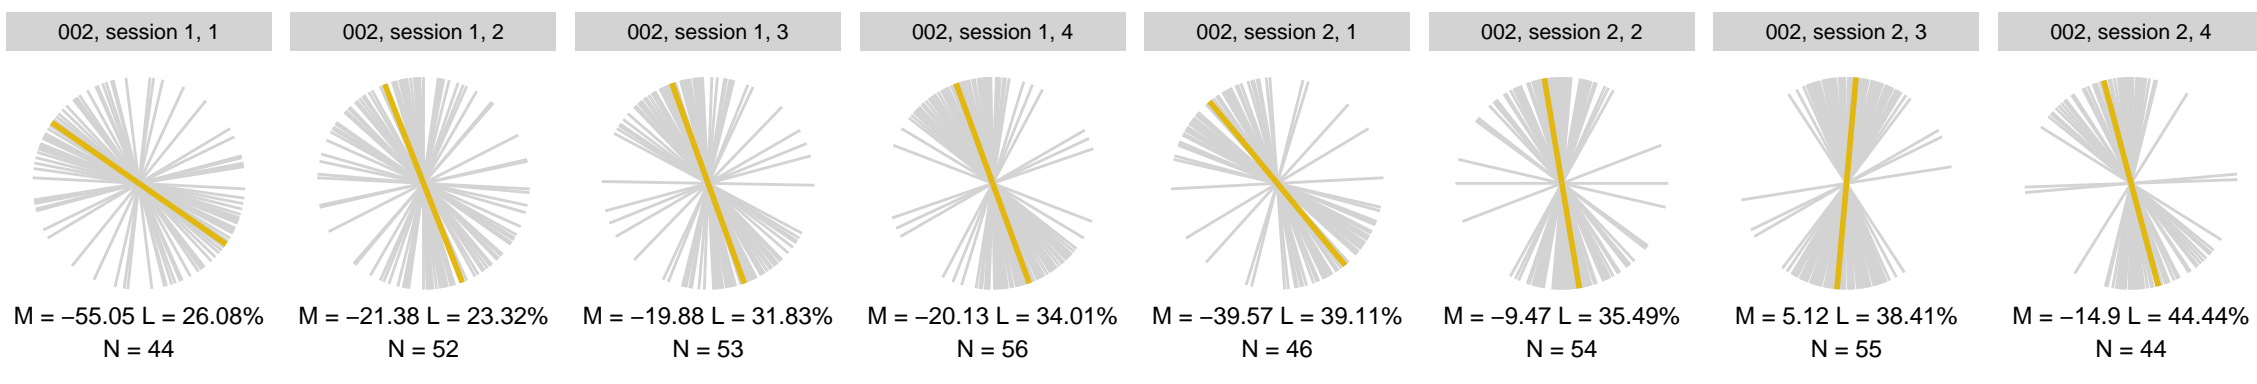 002, session 1, 1
M = −55.05 L = 26.08%
N = 44
002, session 1, 2
M = −21.38 L = 23.32%
N = 52
002, session 1, 3
M = −19.88 L = 31.83%
N = 53
002, session 1, 4
M = −20.13 L = 34.01%
N = 56
002, session 2, 1
M = −39.57 L = 39.11%
N = 46
002, session 2, 2
M = −9.47 L = 35.49%
N = 54
002, session 2, 3
M = 5.12 L = 38.41%
N = 55
002, session 2, 4
M = −14.9 L = 44.44%
N = 44